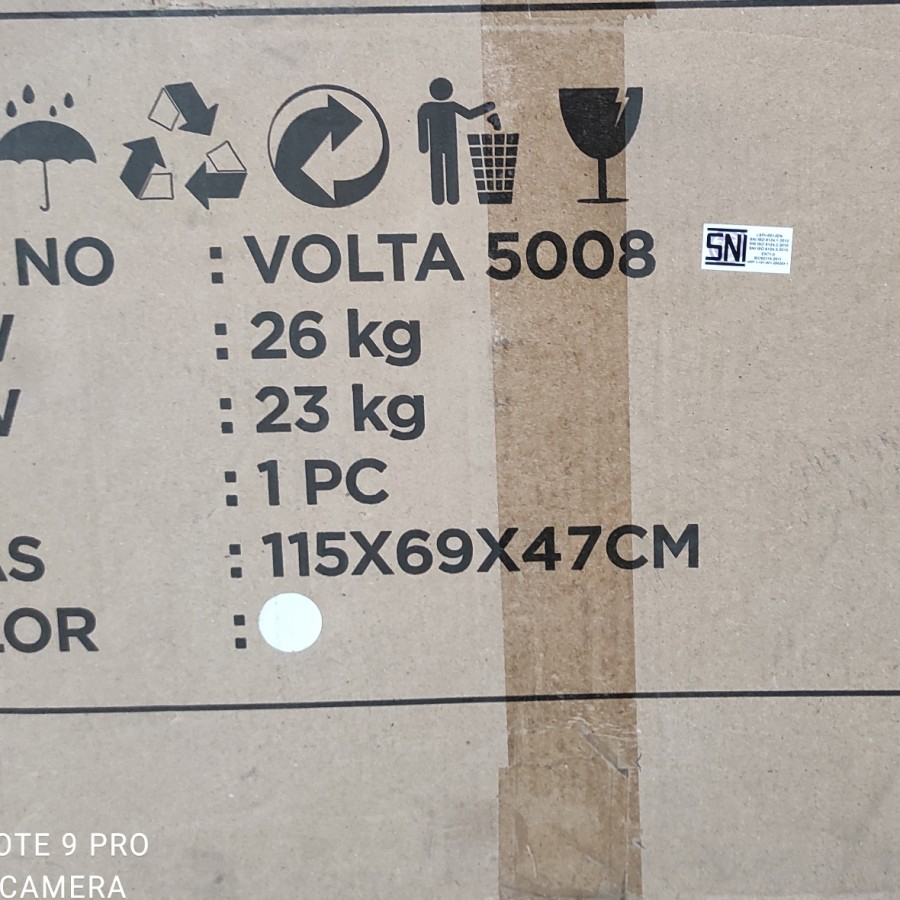 NO : VOLTA 5008
SNI
: 26 kg
: 23 kg
: 1 PC
AS : 115X69X47CM
LOR :
OTE 9 PRO
CAMERA